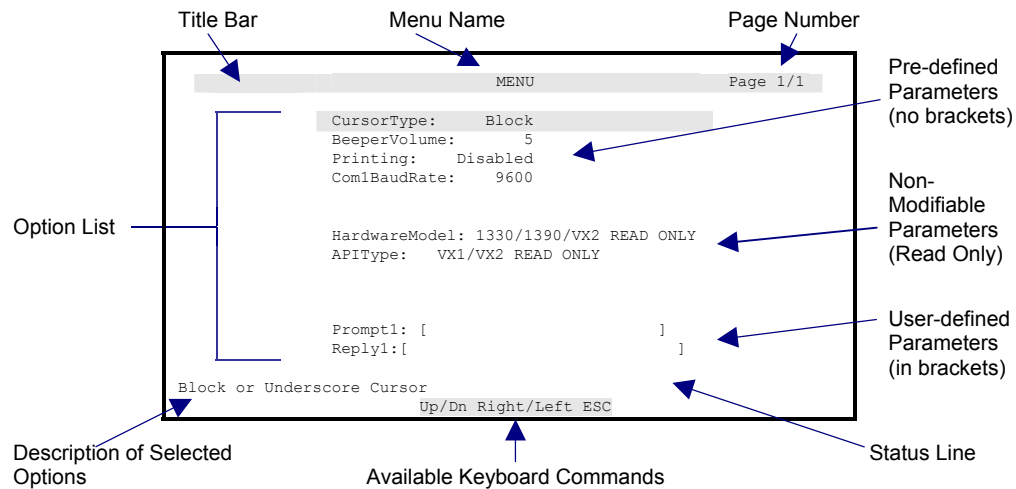 Title Bar
Menu Name
Page Number
MENU Page 1/1
Pre-defined
Parameters
(no brackets)
CursorType: Block
BeeperVolume: 5
Printing: Disabled
Com1BaudRate: 9600
Non-
Modifiable
Parameters
(Read Only)
Option List
HardwareModel: 1330/1390/VX2 READ ONLY
APIType: VX1/VX2 READ ONLY
User-defined
Parameters
(in brackets)
Prompt1: [ ]
Reply1:[ ]
Block or Underscore Cursor
Up/Dn Right/Left ESC
Description of Selected
Options
Available Keyboard Commands
Status Line